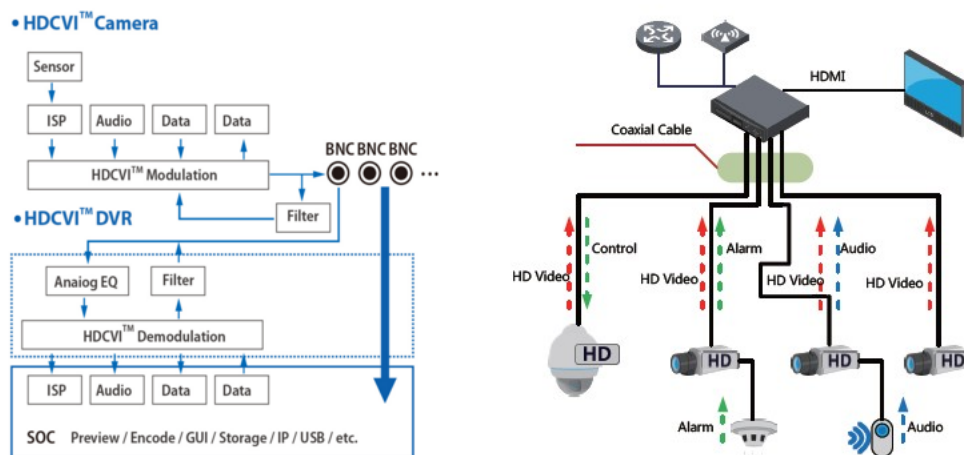 • HDCVI™ Camera
Sensor
ISP Audio Data Data
BNC BNC BNC
HDCVI™ Modulation
...
Filter
• HDCVI™ DVR
Anaiog EQ Filter
HDCVI™ Demodulation
ISP Audio Data Data
SOC Preview / Encode / GUI / Storage / IP / USB / etc.
HDMI
Coaxial Cable
Control Alarm Audio
HD Video HD Video HD Video HD Video
HD HD HD HD
Alarm Audio